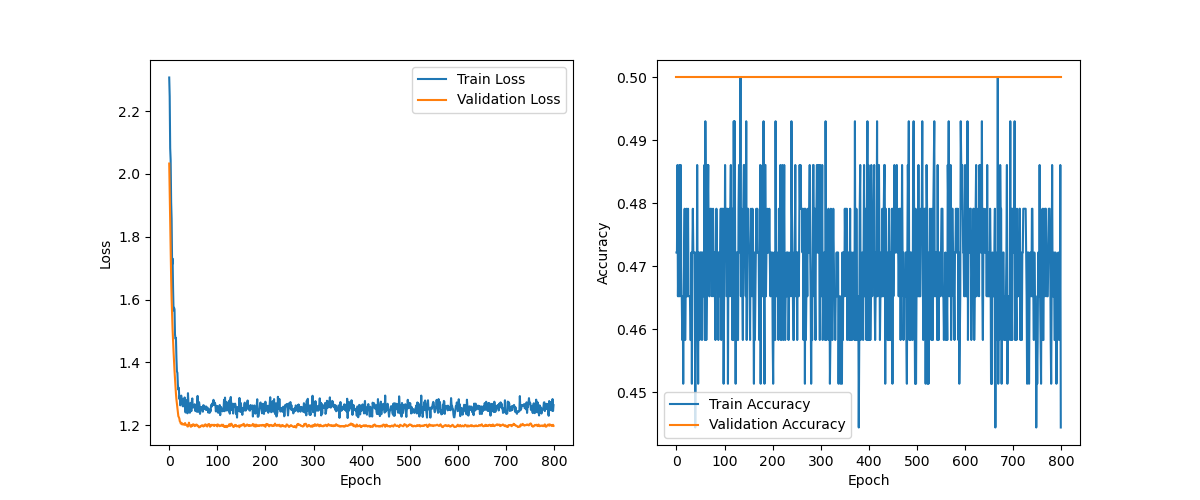 Train Loss
Validation Loss
2.2
2.0
1.8
1.6
1.4
1.2
Loss
0 100 200 300 400 500 600 700 800
Epoch
0.50
0.49
0.48
0.47
0.46
0.45
Accuracy
Train Accuracy
Validation Accuracy
0 100 200 300 400 500 600 700 800
Epoch